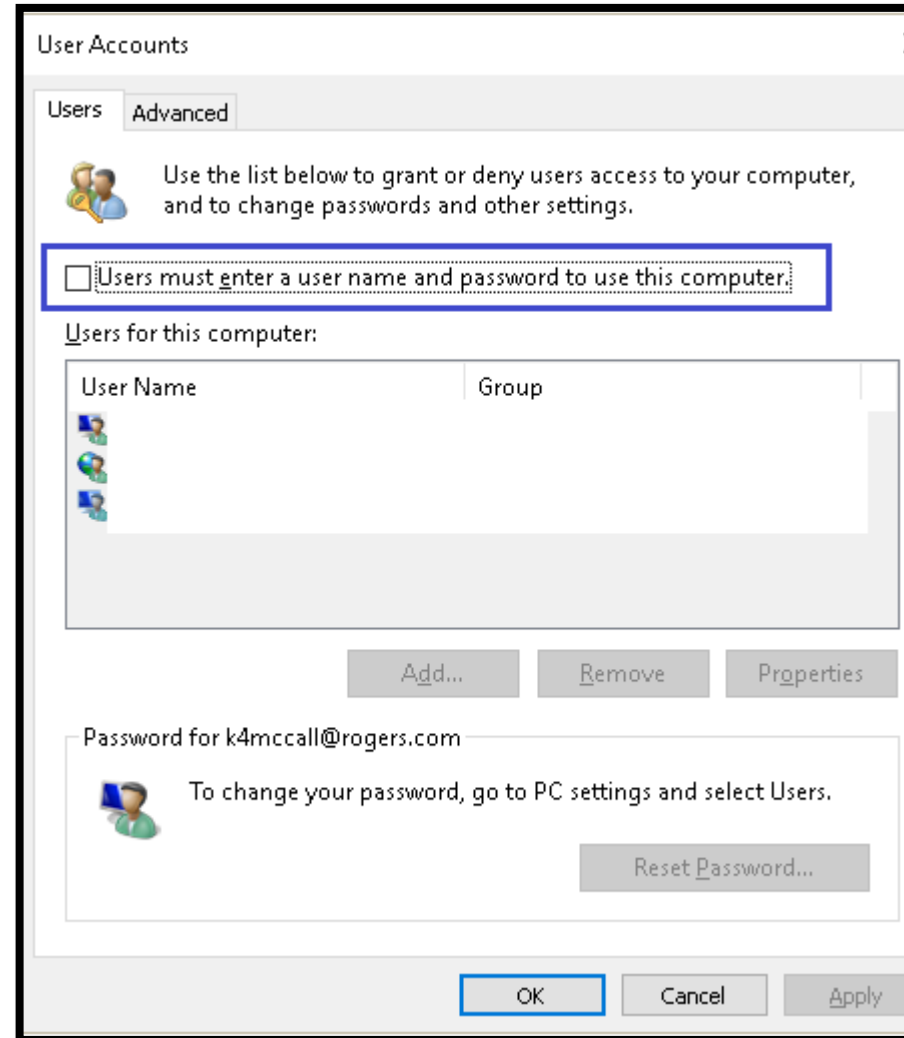 User Accounts
Users
Advanced
Use the list below to grant or deny users access to your computer,
and to change passwords and other settings.
Users must enter a user name and password to use this computer.
Users for this computer:
User Name
Group
Add...
Remove
Properties
Password for k4mccall@rogers.com
To change your password, go to PC settings and select Users.
Reset Password...
OK
Cancel
Apply